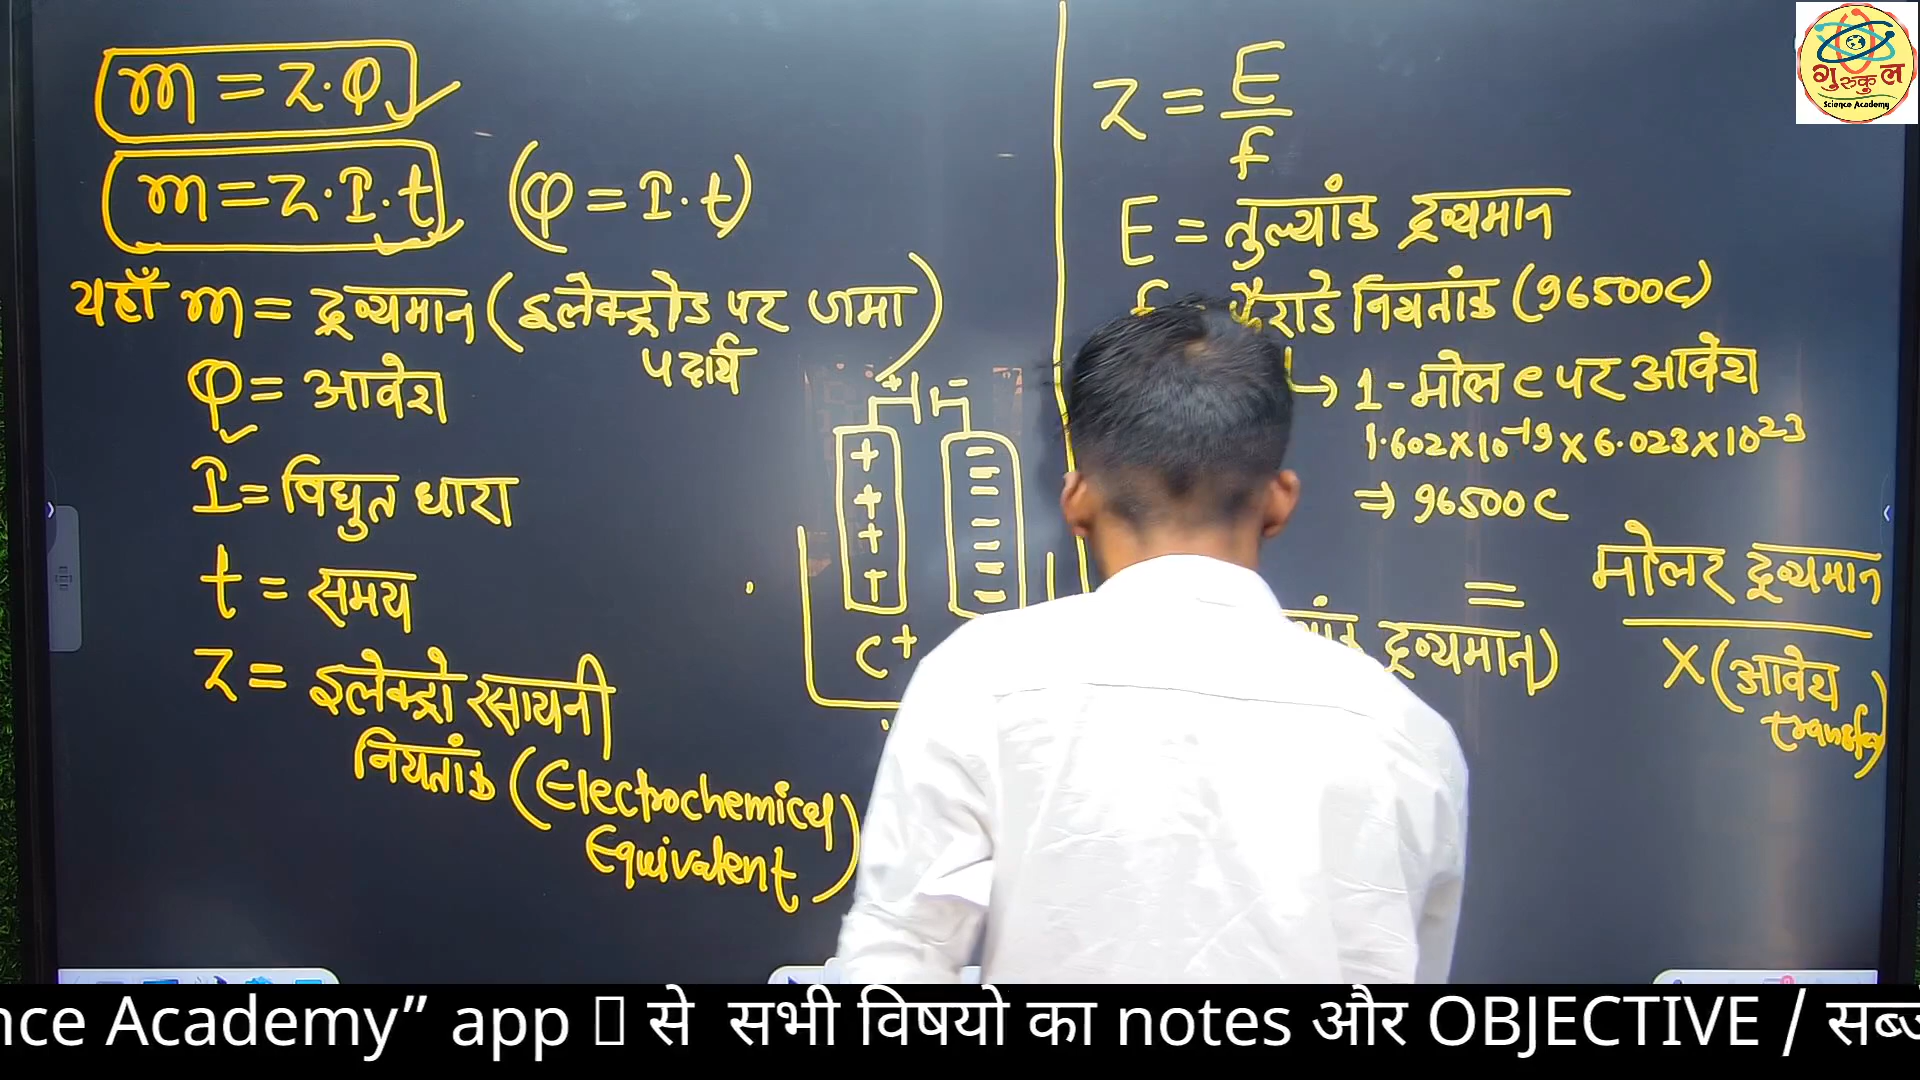 m = Z·φ
m = Z·I·t (φ = I·t)
यहाँ m = द्रव्यमान (इलेक्ट्रोड पर जमा
पदार्थ
φ = आवेश
I = विद्युत धारा
t = समय
Z = इलेक्ट्रो रसायनी
नियतांक (Electrochemical
Equivalent)
+ -
+ -
+ -
+ -
+ -
-
-
C+
Z = E
f
E = तुल्यांक द्रव्यमान
फैराडे नियतांक (96500C)
→ 1-मोल e पर आवेश
1.602×10-19 × 6.023×1023
⇒ 96500C
= मोलर द्रव्यमान
द्रव्यमान)
X (आवेश
transfer)
गुरुकुल
Science Academy
nce Academy” app से सभी विषयो का notes और OBJECTIVE /